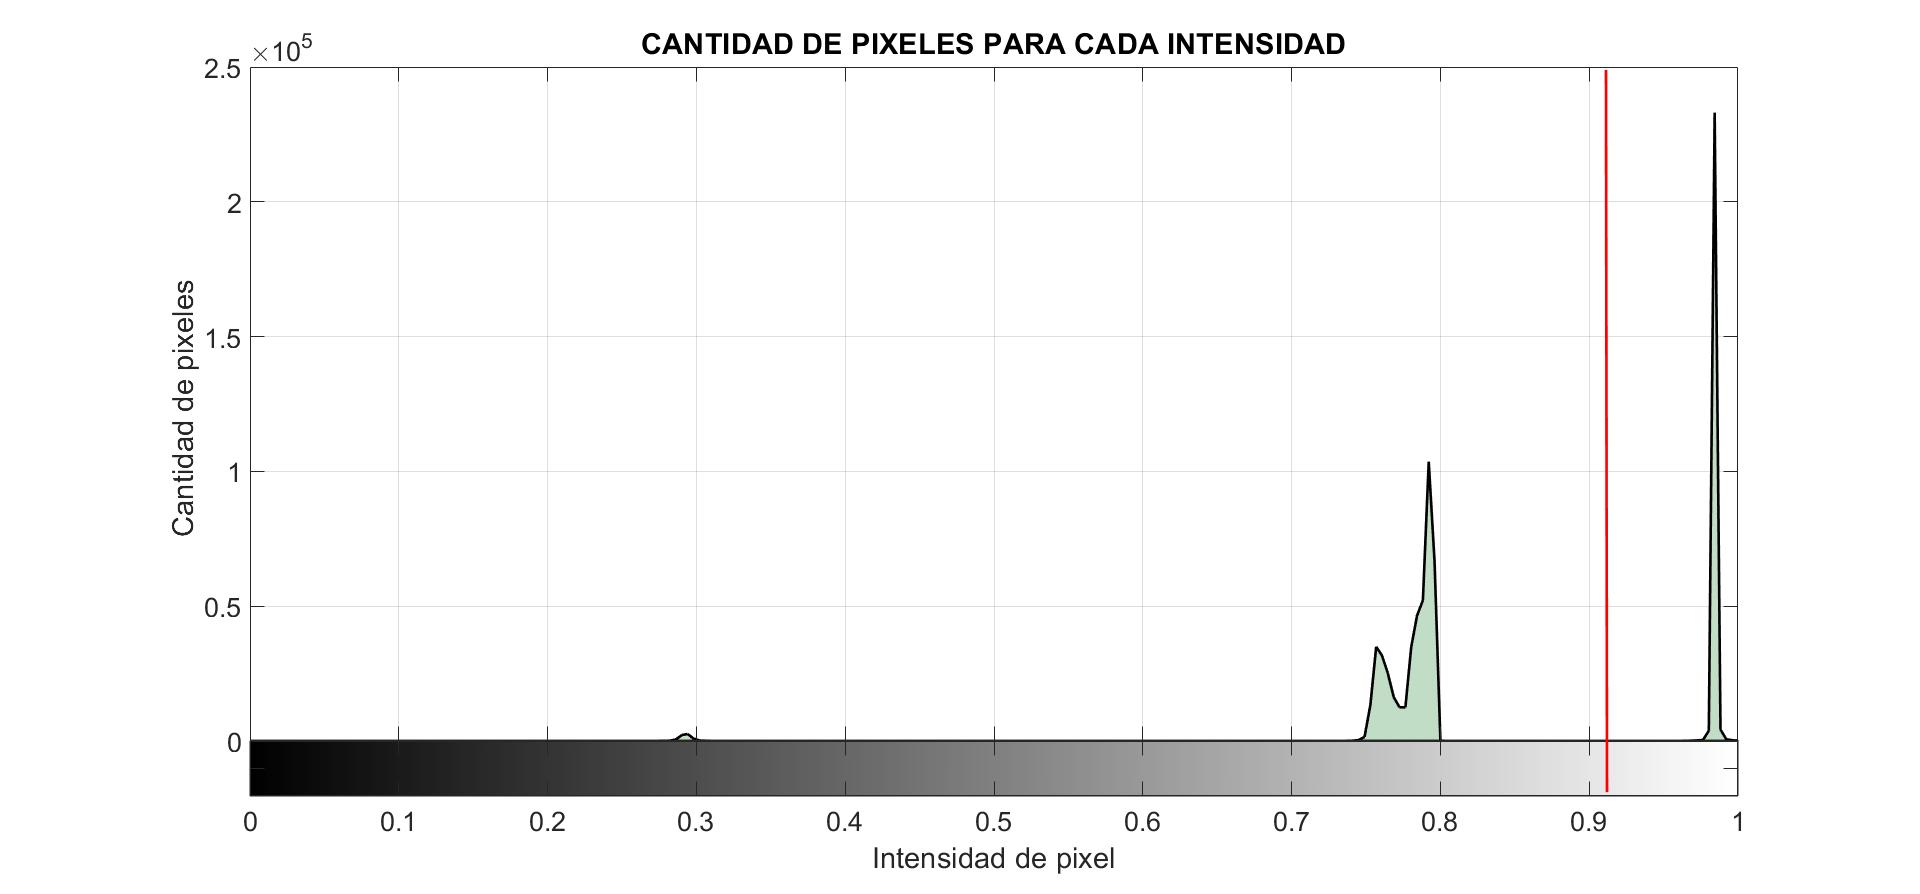 CANTIDAD DE PIXELES PARA CADA INTENSIDAD
×10⁵
2.5
2
1.5
1
0.5
0
Cantidad de pixeles
0 0.1 0.2 0.3 0.4 0.5 0.6 0.7 0.8 0.9 1
Intensidad de pixel